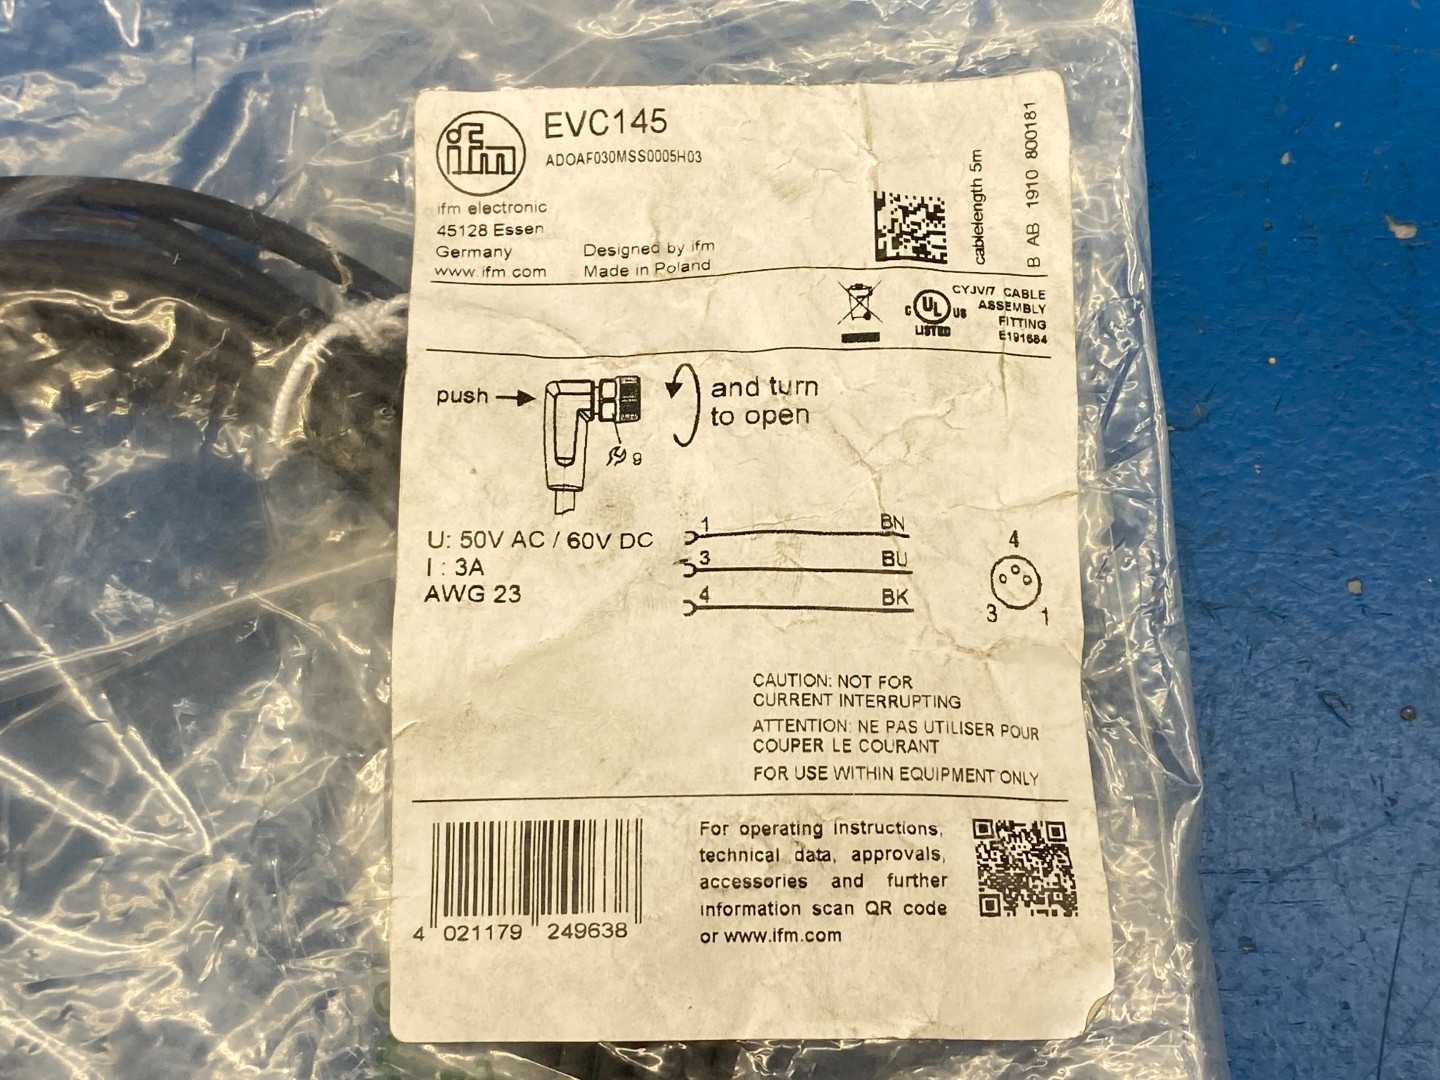 ifm
EVC145
ADOAF030MSS0005H03
ifm electronic
45128 Essen
Germany
www.ifm.com
Designed by ifm
Made in Poland
cablelength 5m
B AB 1910 800181
C UL US
LISTED
CYJV/7 CABLE
ASSEMBLY
FITTING
E191684
push
9
and turn
to open
U: 50V AC / 60V DC
I : 3A
AWG 23
1 BN
3 BU
4 BK
4
3 1
CAUTION: NOT FOR
CURRENT INTERRUPTING
ATTENTION: NE PAS UTILISER POUR
COUPER LE COURANT
FOR USE WITHIN EQUIPMENT ONLY
4 021179 249638
For operating instructions,
technical data, approvals,
accessories and further
information scan QR code
or www.ifm.com